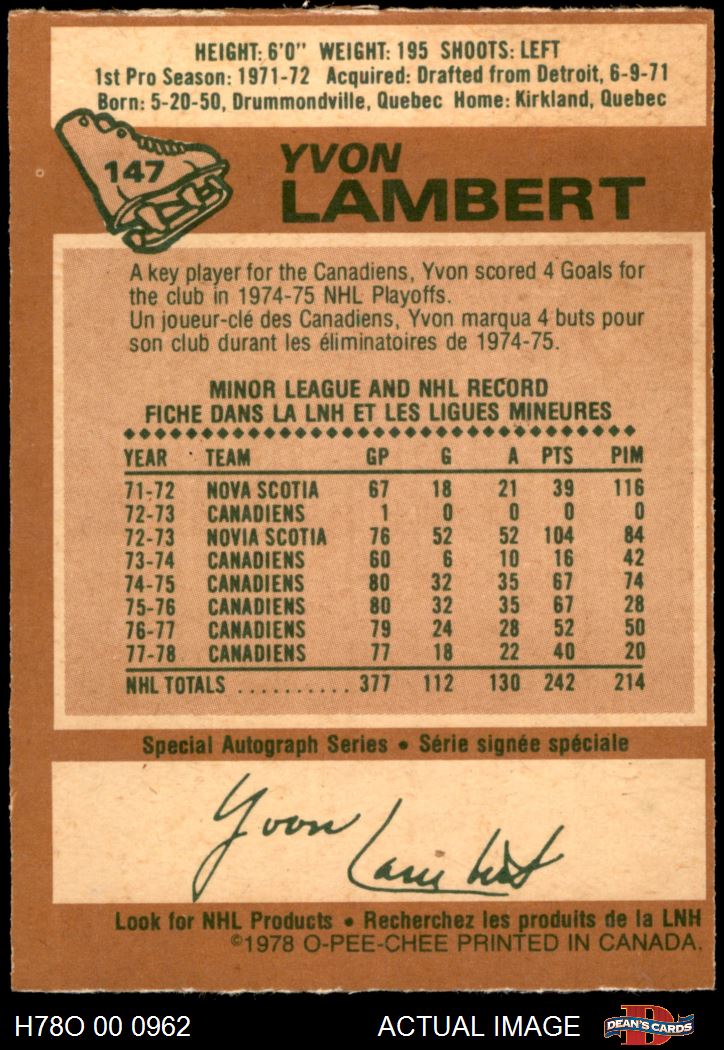 HEIGHT: 6'0" WEIGHT: 195 SHOOTS: LEFT
1st Pro Season: 1971-72 Acquired: Drafted from Detroit, 6-9-71
Born: 5-20-50, Drummondville, Quebec Home: Kirkland, Quebec
147
YVON
LAMBERT
A key player for the Canadiens, Yvon scored 4 Goals for
the club in 1974-75 NHL Playoffs.
Un joueur-clé des Canadiens, Yvon marqua 4 buts pour
son club durant les éliminatoires de 1974-75.
MINOR LEAGUE AND NHL RECORD
FICHE DANS LA LNH ET LES LIGUES MINEURES
YEAR TEAM GP G A PTS PIM
71-72 NOVA SCOTIA 67 18 21 39 116
72-73 CANADIENS 1 0 0 0 0
72-73 NOVIA SCOTIA 76 52 52 104 84
73-74 CANADIENS 60 6 10 16 42
74-75 CANADIENS 80 32 35 67 74
75-76 CANADIENS 80 32 35 67 28
76-77 CANADIENS 79 24 28 52 50
77-78 CANADIENS 77 18 22 40 20
NHL TOTALS .......... 377 112 130 242 214
Special Autograph Series • Série signée spéciale
Yvon Lambert
Look for NHL Products • Recherchez les produits de la LNH
©1978 O-PEE-CHEE PRINTED IN CANADA.
H78O 00 0962 ACTUAL IMAGE D DEAN'S CARDS